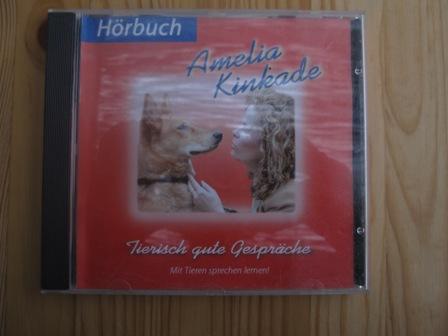 Hörbuch
Amelia
Kinkade
Tierisch gute Gespräche
Mit Tieren sprechen lernen!